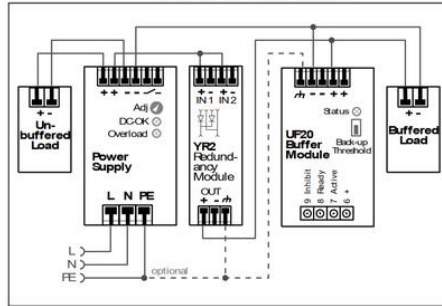 + -
Un-
buffered
Load
+ + - - -
Adj
DC-OK
Overload
Power
Supply
L N PE
+ - + -
IN 1 IN 2
YR2
Redund-
ancy
Module
OUT
+ -
- - + +
Status
Back-up
Threshold
UF20
Buffer
Module
9 Inhibit
8 Ready
7 Active
6 +
+ -
Buffered
Load
L
N
PE
optional